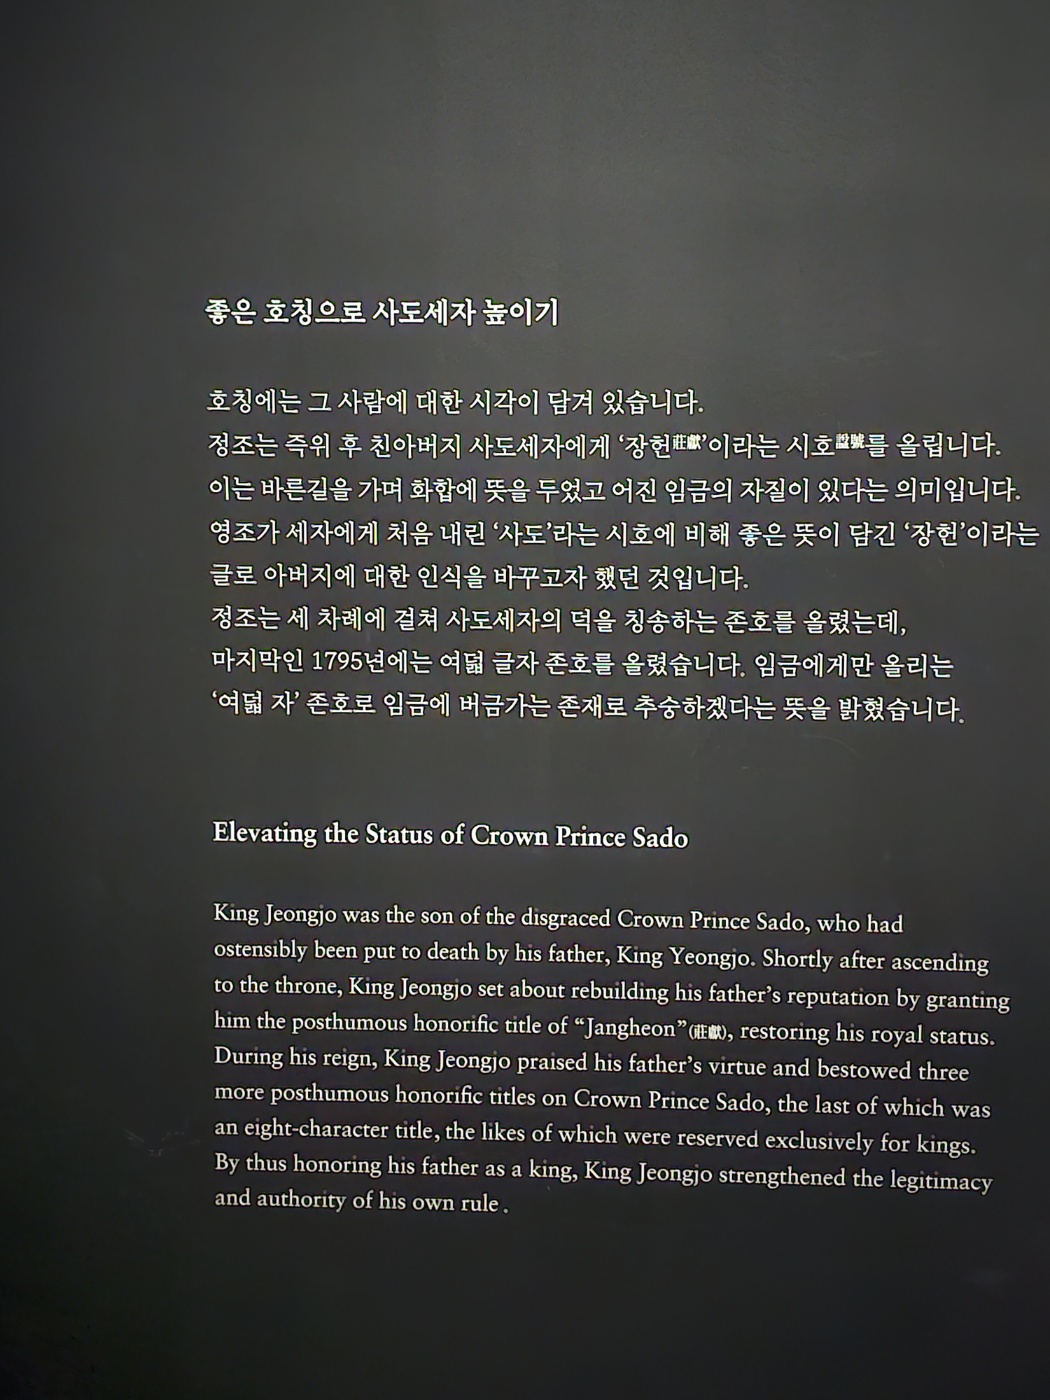 좋은 호칭으로 사도세자 높이기
호칭에는 그 사람에 대한 시각이 담겨 있습니다.
정조는 즉위 후 친아버지 사도세자에게 ‘장헌莊獻’이라는 시호諡號를 올립니다.
이는 바른길을 가며 화합에 뜻을 두었고 어진 임금의 자질이 있다는 의미입니다.
영조가 세자에게 처음 내린 ‘사도’라는 시호에 비해 좋은 뜻이 담긴 ‘장헌’이라는
글로 아버지에 대한 인식을 바꾸고자 했던 것입니다.
정조는 세 차례에 걸쳐 사도세자의 덕을 칭송하는 존호를 올렸는데,
마지막인 1795년에는 여덟 글자 존호를 올렸습니다. 임금에게만 올리는
‘여덟 자’ 존호로 임금에 버금가는 존재로 추숭하겠다는 뜻을 밝혔습니다.
Elevating the Status of Crown Prince Sado
King Jeongjo was the son of the disgraced Crown Prince Sado, who had
ostensibly been put to death by his father, King Yeongjo. Shortly after ascending
to the throne, King Jeongjo set about rebuilding his father’s reputation by granting
him the posthumous honorific title of “Jangheon”(莊獻), restoring his royal status.
During his reign, King Jeongjo praised his father’s virtue and bestowed three
more posthumous honorific titles on Crown Prince Sado, the last of which was
an eight-character title, the likes of which were reserved exclusively for kings.
By thus honoring his father as a king, King Jeongjo strengthened the legitimacy
and authority of his own rule.